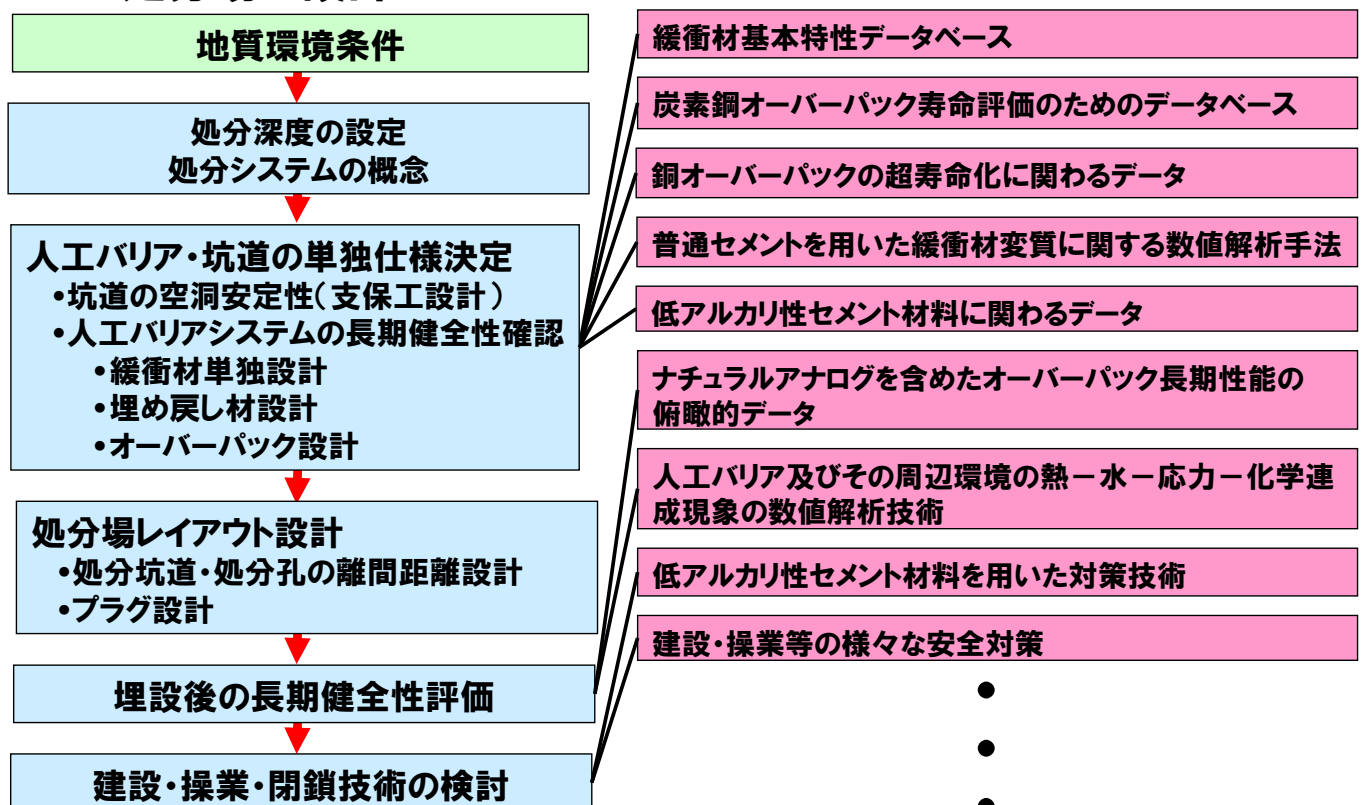 地質環境条件
処分深度の設定
処分システムの概念
人工バリア・坑道の単独仕様決定
•坑道の空洞安定性(支保工設計)
•人工バリアシステムの長期健全性確認
•緩衝材単独設計
•埋め戻し材設計
•オーバーパック設計
処分場レイアウト設計
•処分坑道・処分孔の離間距離設計
•プラグ設計
埋設後の長期健全性評価
建設・操業・閉鎖技術の検討
緩衝材基本特性データベース
炭素鋼オーバーパック寿命評価のためのデータベース
銅オーバーパックの超寿命化に関わるデータ
普通セメントを用いた緩衝材変質に関する数値解析手法
低アルカリ性セメント材料に関わるデータ
ナチュラルアナログを含めたオーバーパック長期性能の
俯瞰的データ
人工バリア及びその周辺環境の熱-水-応力-化学連
成現象の数値解析技術
低アルカリ性セメント材料を用いた対策技術
建設・操業等の様々な安全対策